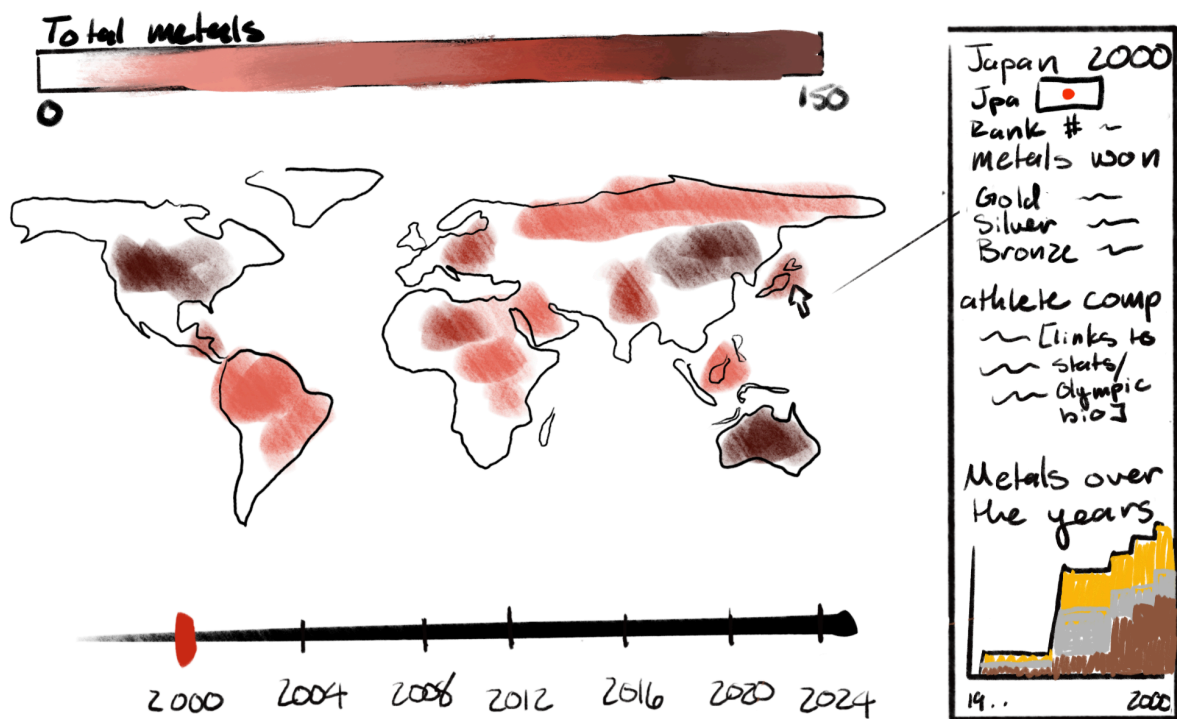 Total metals
0
150
Japan 2000
Jpa
Rank #
metals won
Gold
Silver
Bronze
athlete comp
[links to
stats/
Olympic
bio]
Metals over
the years
19..
2000
2000
2004
2008
2012
2016
2020
2024